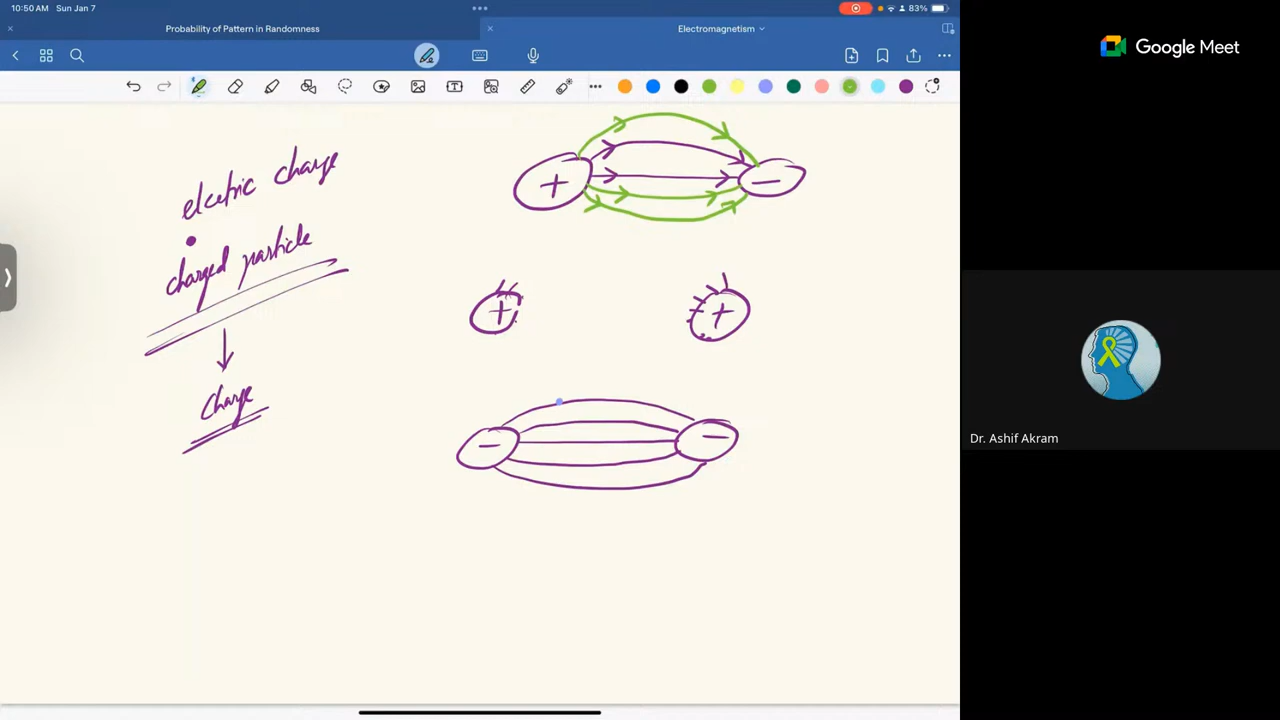 10:50 AM Sun Jan 7
83%
Probability of Pattern in Randomness
Electromagnetism
Google Meet
elcetric charge
charged particle
charge
+
−
+
+
−
−
Dr. Ashif Akram